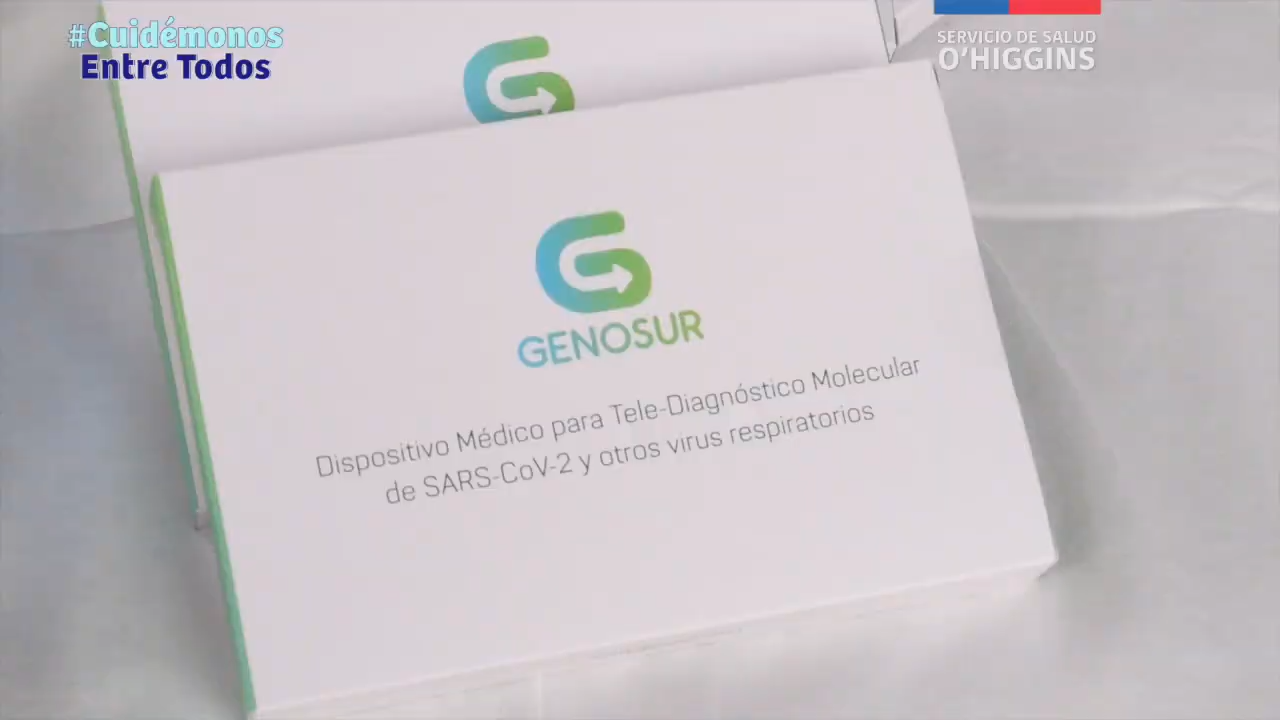 #Cuidémonos
Entre Todos
SERVICIO DE SALUD
O'HIGGINS
GENOSUR
Dispositivo Médico para Tele-Diagnóstico Molecular
de SARS-CoV-2 y otros virus respiratorios